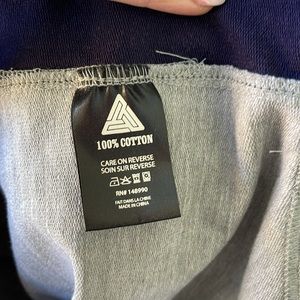 100% COTTON
CARE ON REVERSE
SOIN SUR REVERSE
RN# 148990
FAIT DANS LA CHINE
MADE IN CHINA